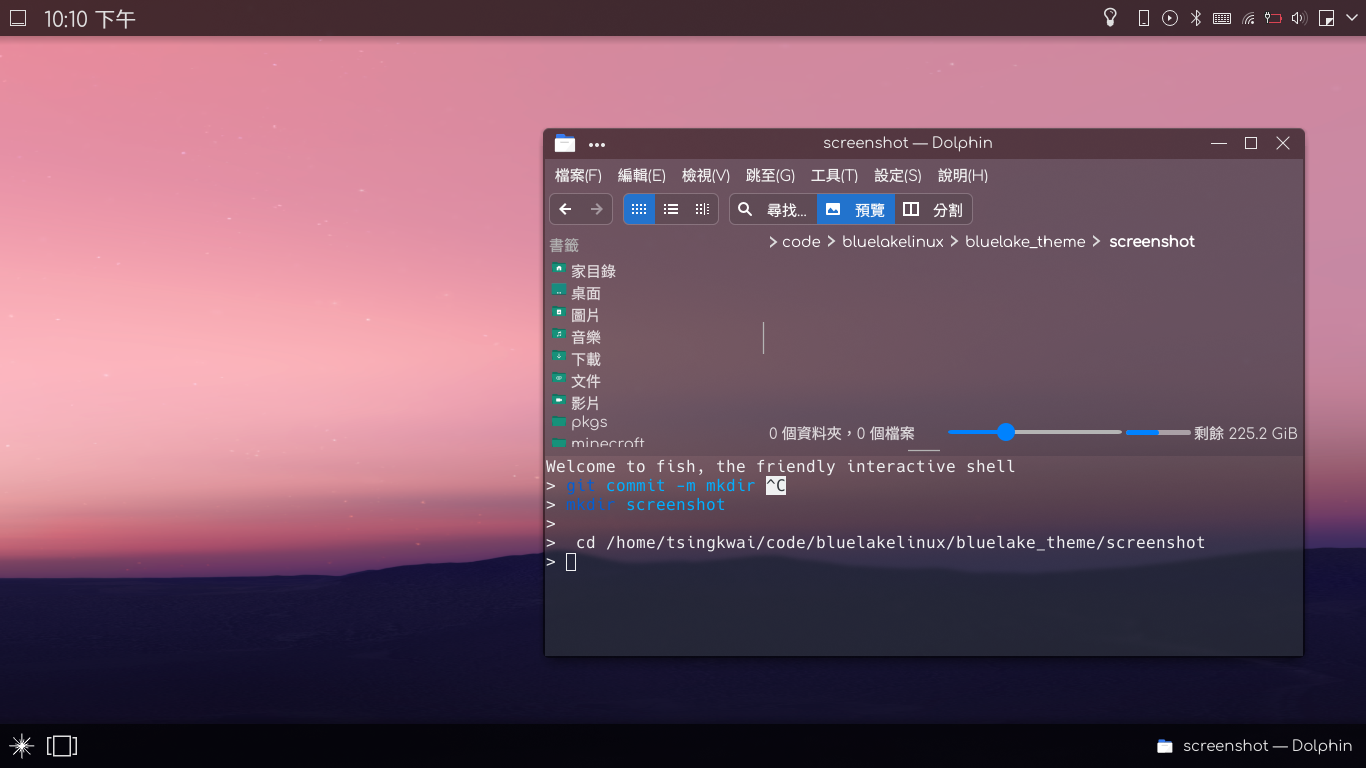 10:10 下午
screenshot — Dolphin
檔案(F) 編輯(E) 檢視(V) 跳至(G) 工具(T) 設定(S) 說明(H)
尋找... 預覽 分割
書籤
code bluelakelinux bluelake_theme screenshot
家目錄
桌面
圖片
音樂
下載
文件
影片
pkgs
minecraft
0 個資料夾，0 個檔案 剩餘 225.2 GiB
Welcome to fish, the friendly interactive shell
> git commit -m mkdir ^C
> mkdir screenshot
>
> cd /home/tsingkwai/code/bluelakelinux/bluelake_theme/screenshot
>
screenshot — Dolphin